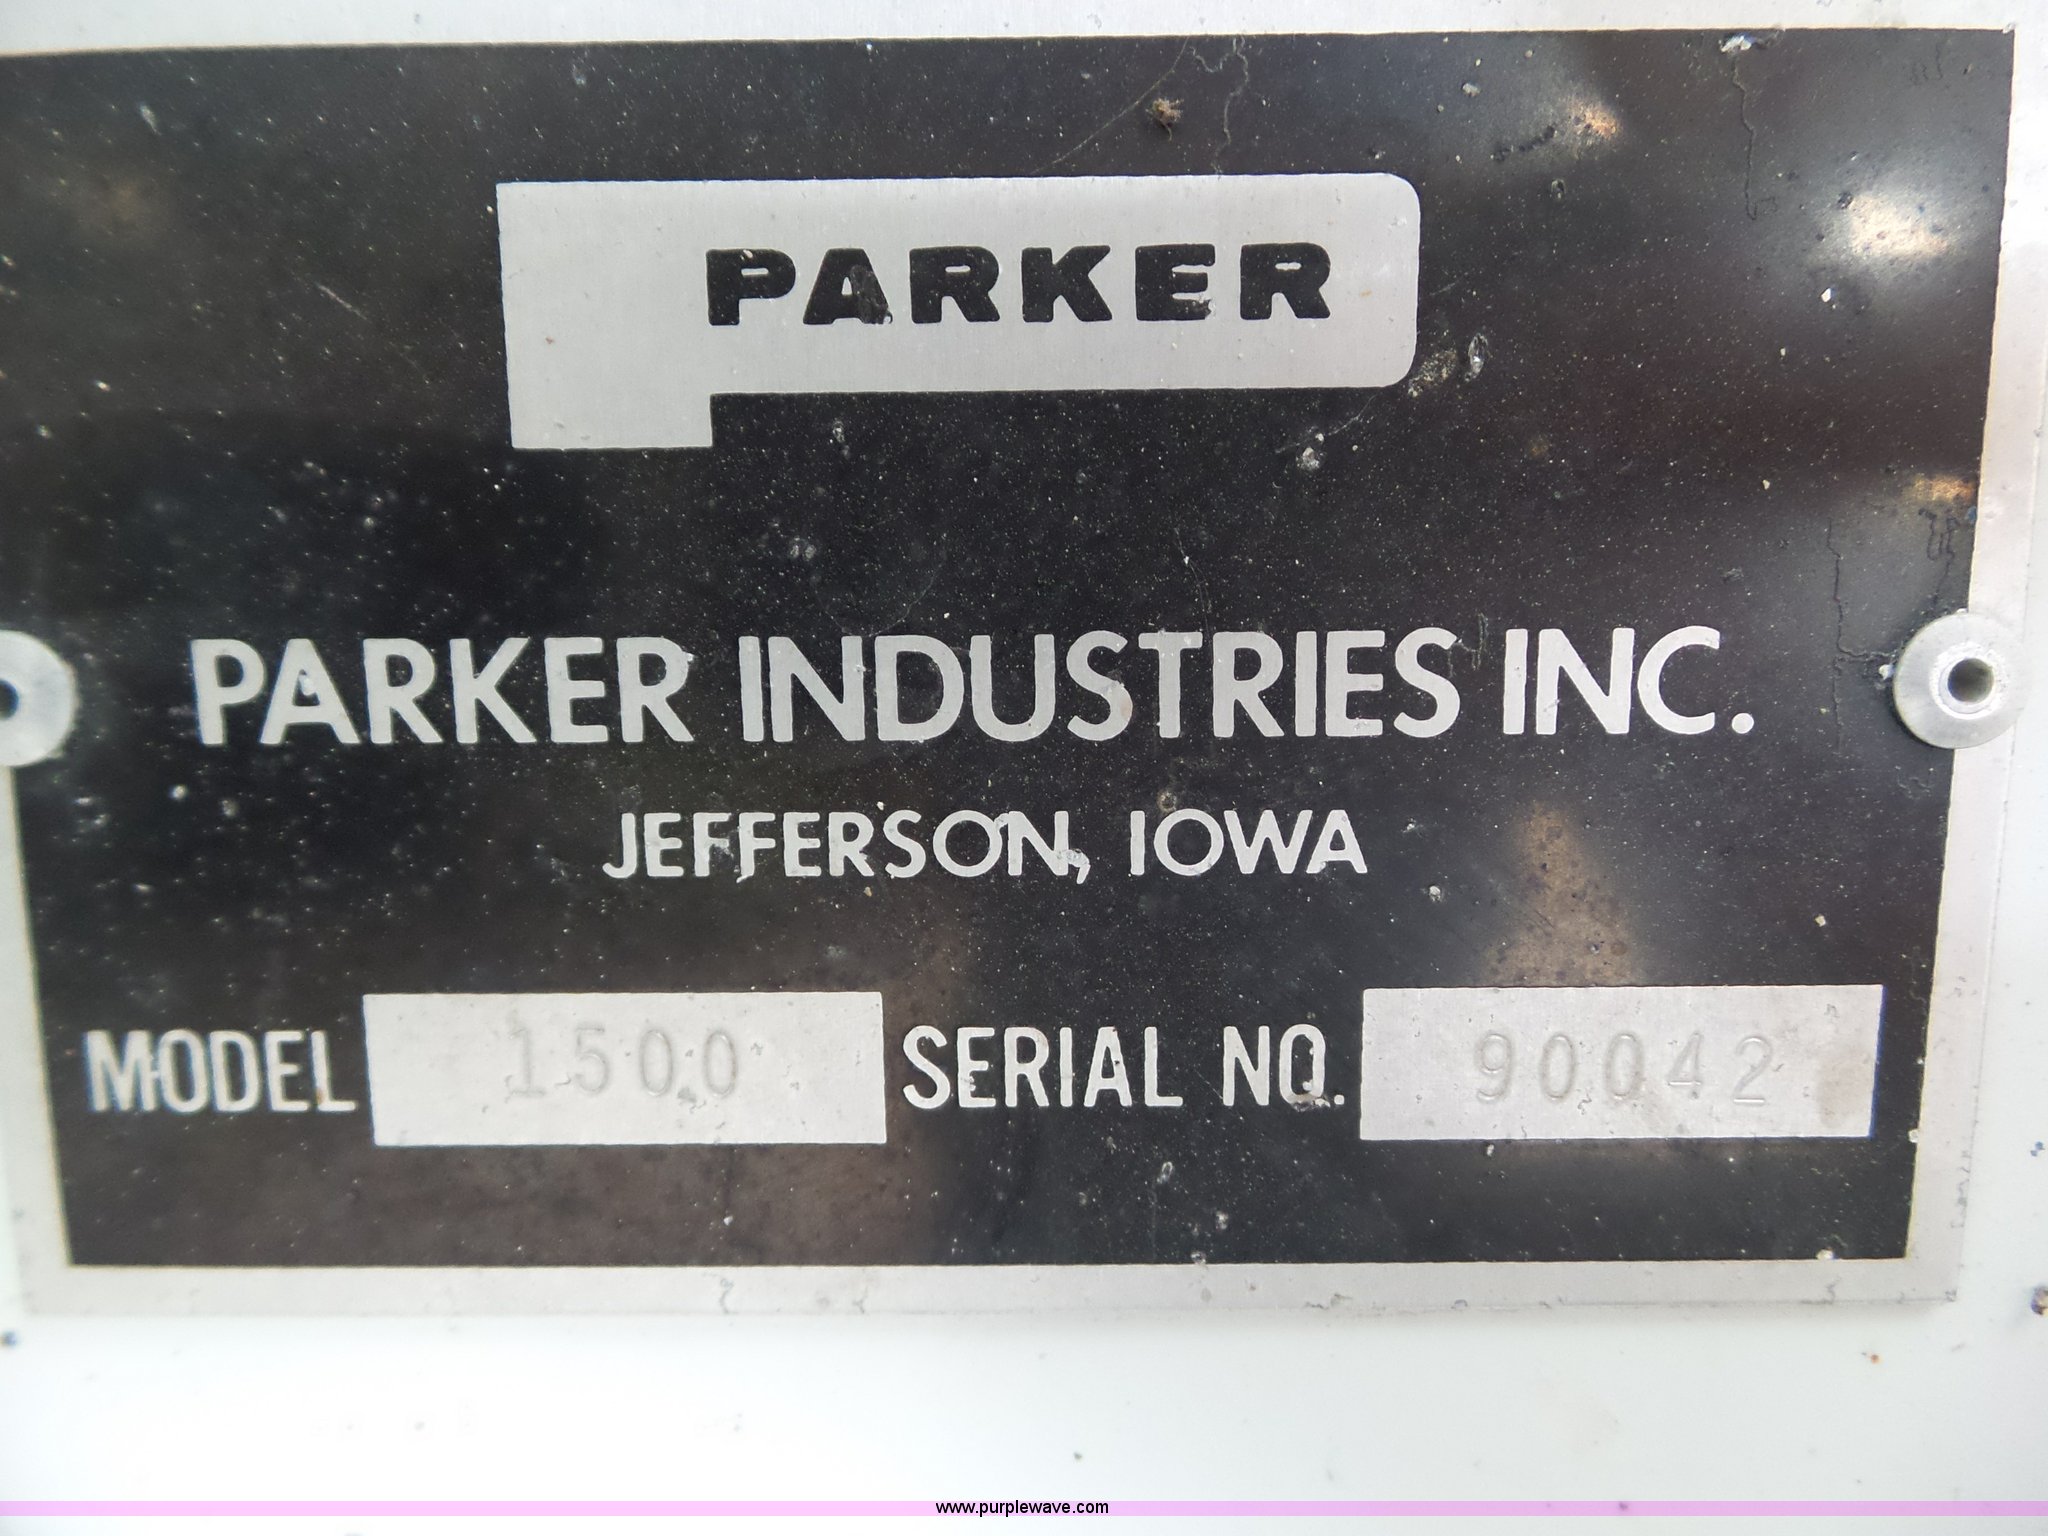 PARKER
PARKER INDUSTRIES INC.
JEFFERSON, IOWA
MODEL 1500 SERIAL NO. 90042
www.purplewave.com